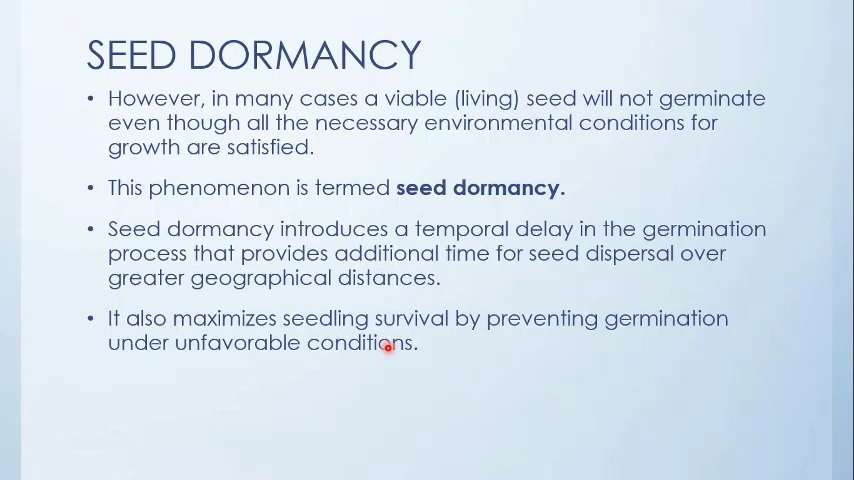 SEED DORMANCY
• However, in many cases a viable (living) seed will not germinate
even though all the necessary environmental conditions for
growth are satisfied.
• This phenomenon is termed seed dormancy.
• Seed dormancy introduces a temporal delay in the germination
process that provides additional time for seed dispersal over
greater geographical distances.
• It also maximizes seedling survival by preventing germination
under unfavorable conditions.